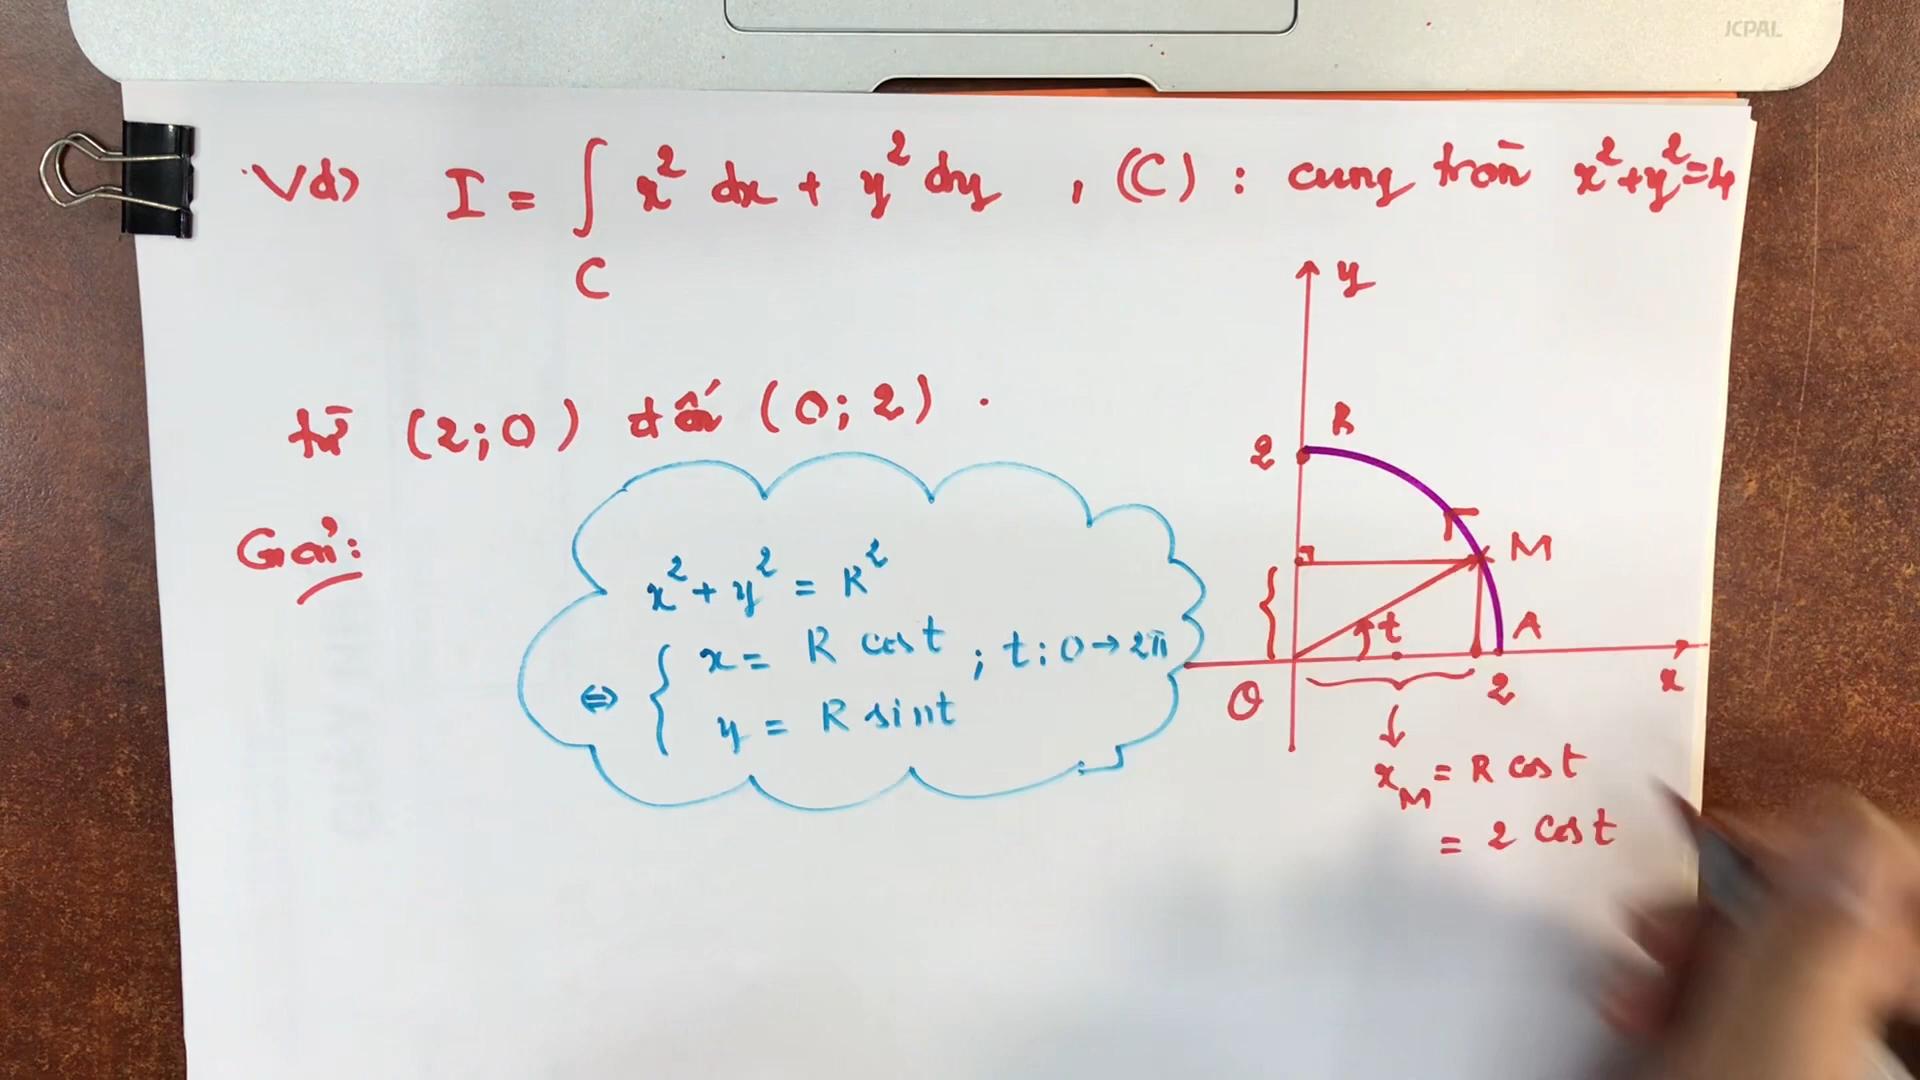 JCPAL
Vd) I = ∫ x² dx + y² dy , (C) : cung tròn x²+y²=4
C
từ (2;0) đến (0;2) .
Giải:
x² + y² = R²
⇔ { x = R cost ; t : 0 → 2π
y = R sint
y
B
2
M
t
A
O
2
x
x_M = R cost
= 2 cost